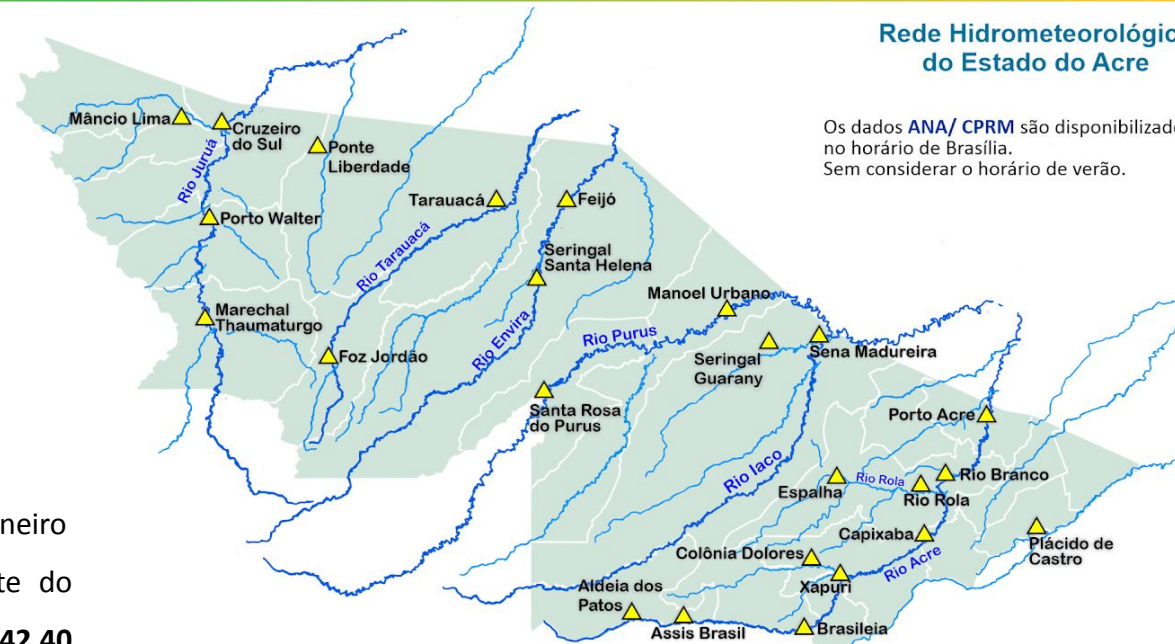 Rede Hidrometeorológic
do Estado do Acre
Os dados ANA/ CPRM são disponibilizad
no horário de Brasília.
Sem considerar o horário de verão.
Mâncio Lima
Cruzeiro
do Sul
Ponte
Liberdade
Rio Juruá
Porto Walter
Tarauacá
Feijó
Rio Tarauacá
Seringal
Santa Helena
Marechal
Thaumaturgo
Foz Jordão
Rio Envira
Manoel Urbano
Rio Purus
Seringal
Guarany
Sena Madureira
Santa Rosa
do Purus
Porto Acre
Rio Iaco
Espalha
Rio Rola
Rio Rola
Rio Branco
Capixaba
Plácido de
Castro
Colônia Dolores
Rio Acre
Xapuri
Aldeia dos
Patos
Assis Brasil
Brasileia
neiro
te do
42,40